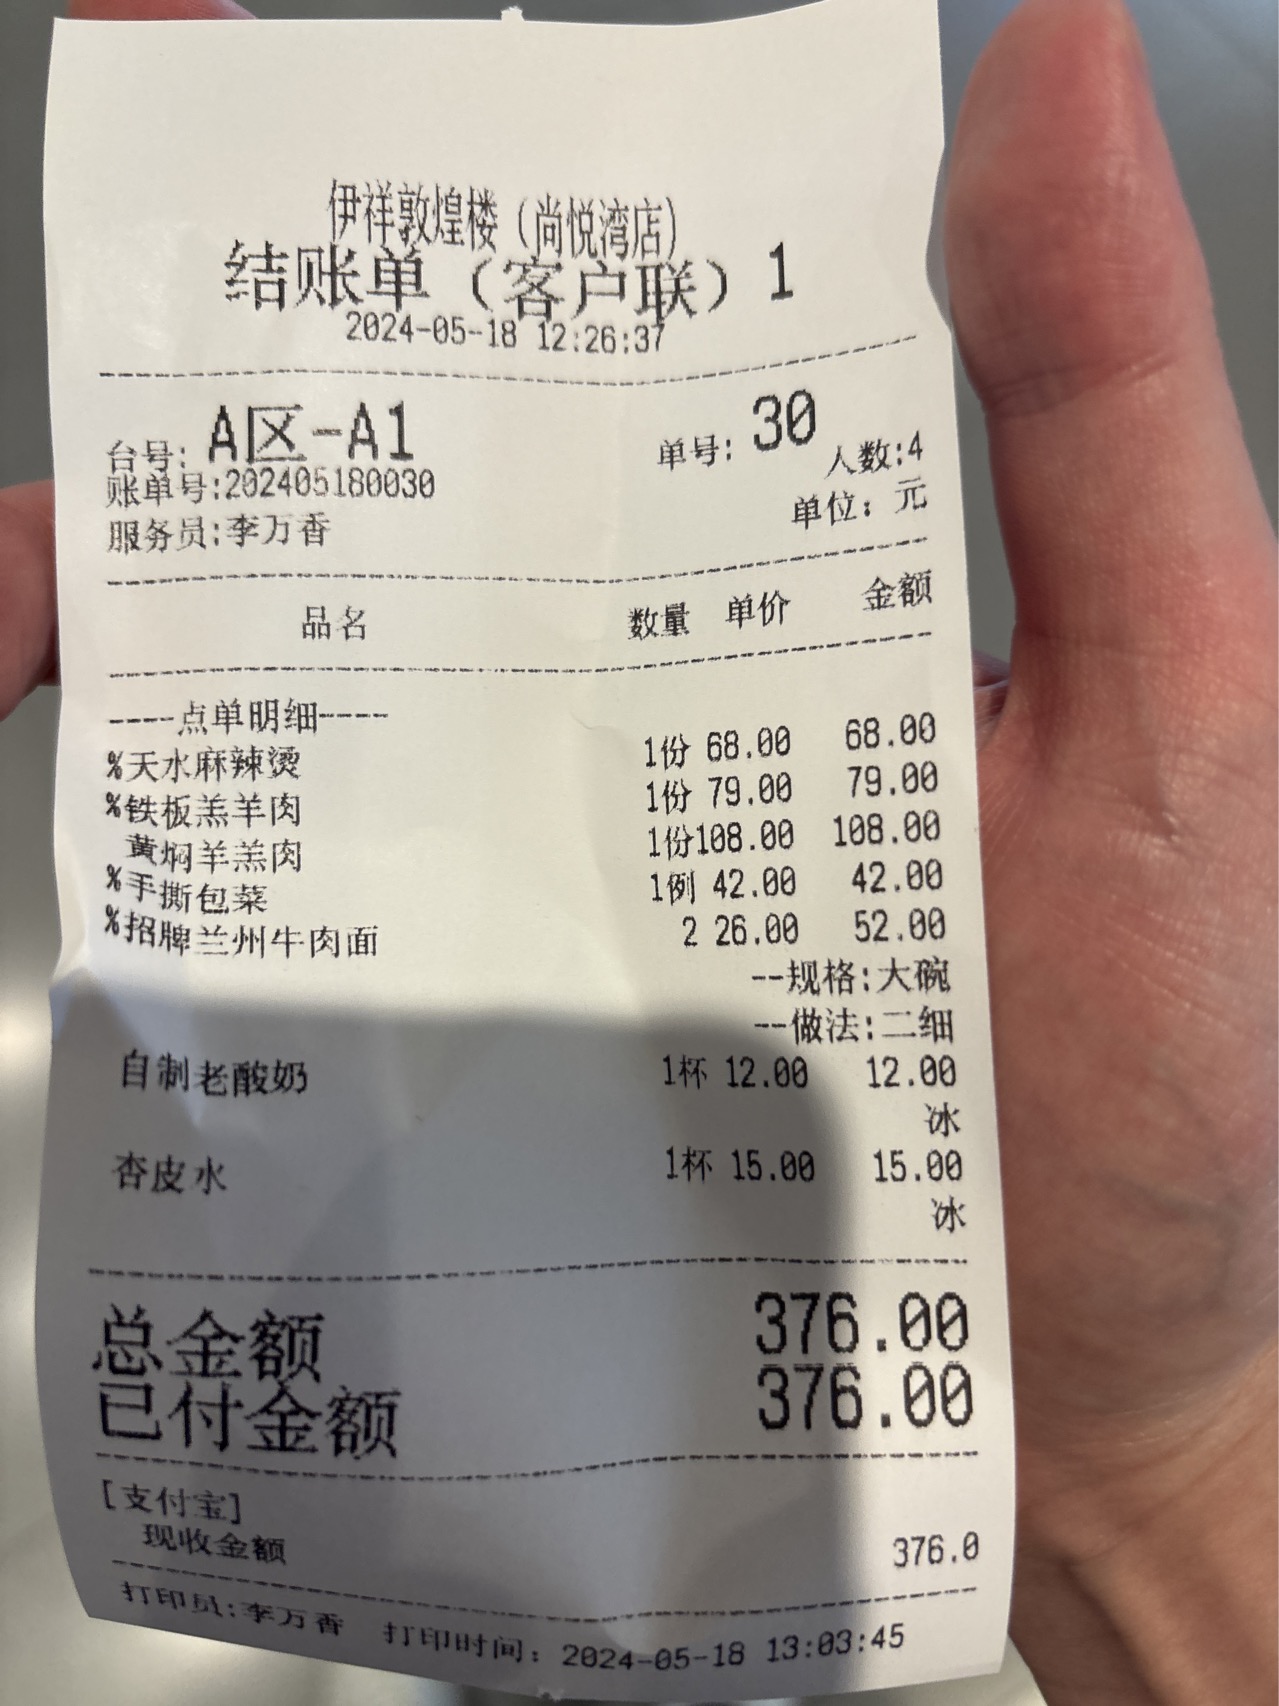 伊祥敦煌楼（尚悦湾店）
结账单（客户联）1
2024-05-18 12:26:37
台号: A区-A1 单号: 30 人数:4
账单号:202405180030 单位: 元
服务员:李万香
品名 数量 单价 金额
----点单明细----
%天水麻辣烫 1份 68.00 68.00
%铁板羔羊肉 1份 79.00 79.00
黄焖羊羔肉 1份108.00 108.00
%手撕包菜 1例 42.00 42.00
%招牌兰州牛肉面 2 26.00 52.00
--规格:大碗
--做法:二细
自制老酸奶 1杯 12.00 12.00
冰
杏皮水 1杯 15.00 15.00
冰
总金额 376.00
已付金额 376.00
[支付宝]
现收金额 376.0
打印员:李万香 打印时间: 2024-05-18 13:03:45